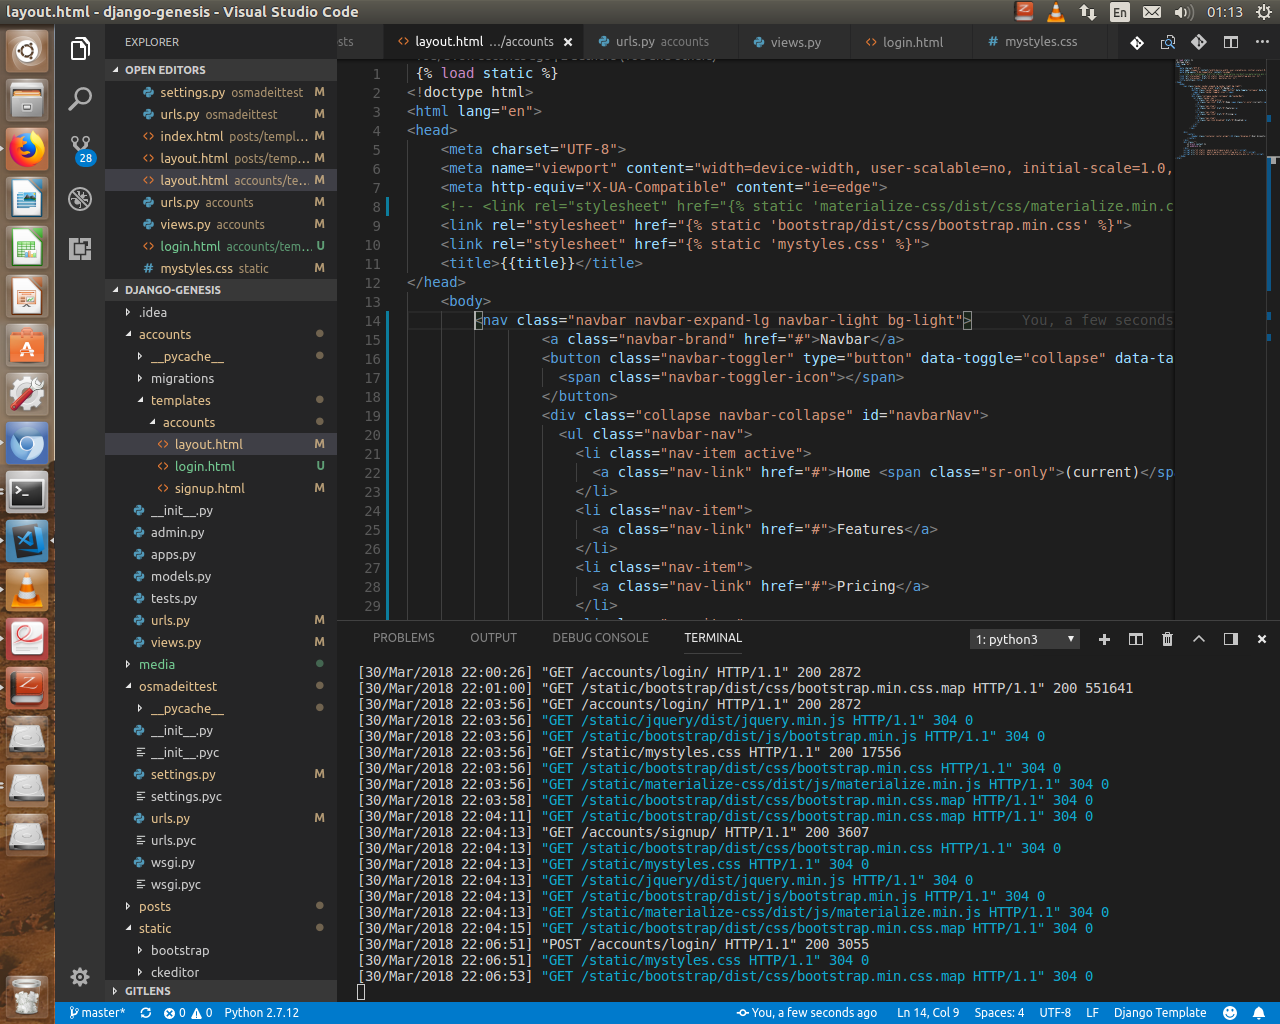 layout.html - django-genesis - Visual Studio Code
En
01:13
EXPLORER
sts
layout.html …/accounts
urls.py accounts
views.py
login.html
mystyles.css
OPEN EDITORS
settings.py osmadeittest M
urls.py osmadeittest M
index.html posts/templ… M
layout.html posts/temp… M
layout.html accounts/te… M
urls.py accounts M
views.py accounts M
login.html accounts/tem… U
mystyles.css static M
DJANGO-GENESIS
.idea
accounts
__pycache__
migrations
templates
accounts
layout.html M
login.html U
signup.html M
__init__.py
admin.py
apps.py
models.py
tests.py
urls.py M
views.py M
media
osmadeittest
__pycache__
__init__.py
__init__.pyc
settings.py M
settings.pyc
urls.py M
urls.pyc
wsgi.py
wsgi.pyc
posts
static
bootstrap
ckeditor
GITLENS
28
1 {% load static %}
2 <!doctype html>
3 <html lang="en">
4 <head>
5 <meta charset="UTF-8">
6 <meta name="viewport" content="width=device-width, user-scalable=no, initial-scale=1.0,
7 <meta http-equiv="X-UA-Compatible" content="ie=edge">
8 <!-- <link rel="stylesheet" href="{% static 'materialize-css/dist/css/materialize.min.c
9 <link rel="stylesheet" href="{% static 'bootstrap/dist/css/bootstrap.min.css' %}">
10 <link rel="stylesheet" href="{% static 'mystyles.css' %}">
11 <title>{{title}}</title>
12 </head>
13 <body>
14 <nav class="navbar navbar-expand-lg navbar-light bg-light"> You, a few seconds
15 <a class="navbar-brand" href="#">Navbar</a>
16 <button class="navbar-toggler" type="button" data-toggle="collapse" data-ta
17 <span class="navbar-toggler-icon"></span>
18 </button>
19 <div class="collapse navbar-collapse" id="navbarNav">
20 <ul class="navbar-nav">
21 <li class="nav-item active">
22 <a class="nav-link" href="#">Home <span class="sr-only">(current)</sp
23 </li>
24 <li class="nav-item">
25 <a class="nav-link" href="#">Features</a>
26 </li>
27 <li class="nav-item">
28 <a class="nav-link" href="#">Pricing</a>
29 </li>
PROBLEMS OUTPUT DEBUG CONSOLE TERMINAL
1: python3
[30/Mar/2018 22:00:26] "GET /accounts/login/ HTTP/1.1" 200 2872
[30/Mar/2018 22:01:00] "GET /static/bootstrap/dist/css/bootstrap.min.css.map HTTP/1.1" 200 551641
[30/Mar/2018 22:03:56] "GET /accounts/login/ HTTP/1.1" 200 2872
[30/Mar/2018 22:03:56] "GET /static/jquery/dist/jquery.min.js HTTP/1.1" 304 0
[30/Mar/2018 22:03:56] "GET /static/bootstrap/dist/js/bootstrap.min.js HTTP/1.1" 304 0
[30/Mar/2018 22:03:56] "GET /static/mystyles.css HTTP/1.1" 200 17556
[30/Mar/2018 22:03:56] "GET /static/bootstrap/dist/css/bootstrap.min.css HTTP/1.1" 304 0
[30/Mar/2018 22:03:56] "GET /static/materialize-css/dist/js/materialize.min.js HTTP/1.1" 304 0
[30/Mar/2018 22:03:58] "GET /static/bootstrap/dist/css/bootstrap.min.css.map HTTP/1.1" 304 0
[30/Mar/2018 22:04:11] "GET /static/bootstrap/dist/css/bootstrap.min.css.map HTTP/1.1" 304 0
[30/Mar/2018 22:04:13] "GET /accounts/signup/ HTTP/1.1" 200 3607
[30/Mar/2018 22:04:13] "GET /static/bootstrap/dist/css/bootstrap.min.css HTTP/1.1" 304 0
[30/Mar/2018 22:04:13] "GET /static/mystyles.css HTTP/1.1" 304 0
[30/Mar/2018 22:04:13] "GET /static/jquery/dist/jquery.min.js HTTP/1.1" 304 0
[30/Mar/2018 22:04:13] "GET /static/bootstrap/dist/js/bootstrap.min.js HTTP/1.1" 304 0
[30/Mar/2018 22:04:13] "GET /static/materialize-css/dist/js/materialize.min.js HTTP/1.1" 304 0
[30/Mar/2018 22:04:15] "GET /static/bootstrap/dist/css/bootstrap.min.css.map HTTP/1.1" 304 0
[30/Mar/2018 22:06:51] "POST /accounts/login/ HTTP/1.1" 200 3055
[30/Mar/2018 22:06:51] "GET /static/mystyles.css HTTP/1.1" 304 0
[30/Mar/2018 22:06:53] "GET /static/bootstrap/dist/css/bootstrap.min.css.map HTTP/1.1" 304 0
master* 0 0 Python 2.7.12 You, a few seconds ago Ln 14, Col 9 Spaces: 4 UTF-8 LF Django Template